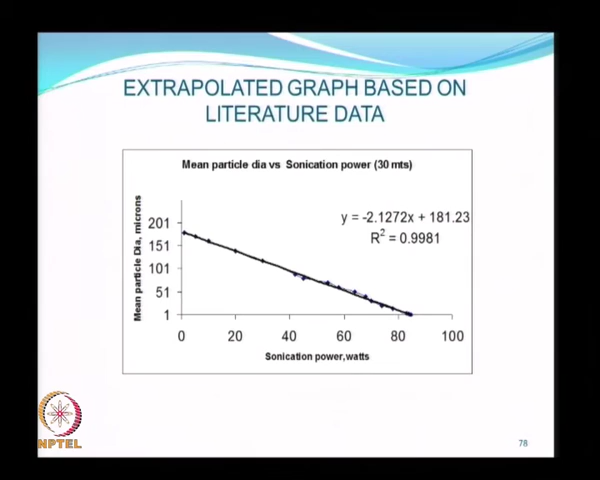 EXTRAPOLATED GRAPH BASED ON
LITERATURE DATA
Mean particle dia vs Sonication power (30 mts)
y = -2.1272x + 181.23
R² = 0.9981
Mean particle Dia, microns
201
151
101
51
1
0 20 40 60 80 100
Sonication power,watts
NPTEL
78